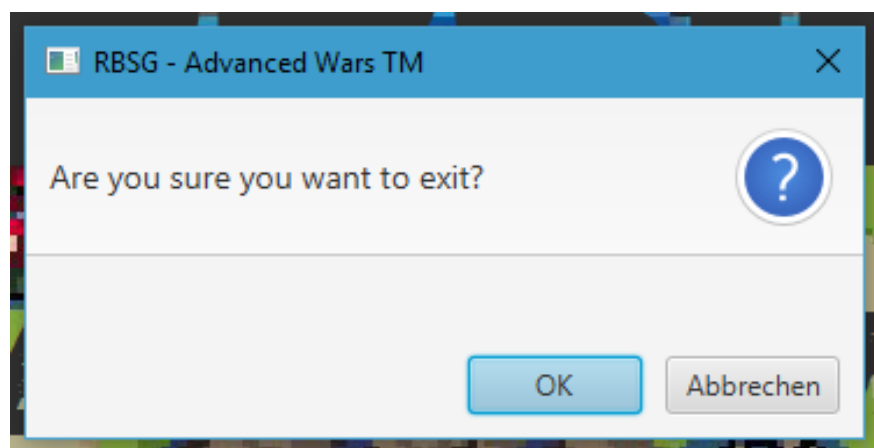 RBSG - Advanced Wars TM
Are you sure you want to exit?
?
OK
Abbrechen